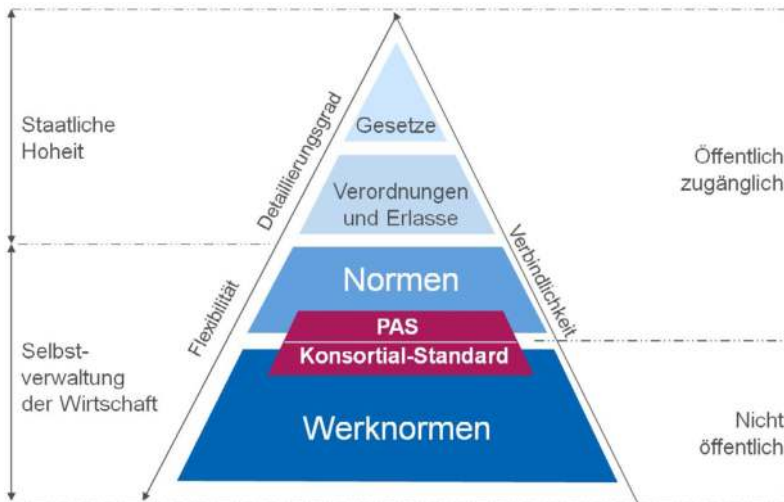 Staatliche
Hoheit
Selbst-
verwaltung
der Wirtschaft
Detaillierungsgrad
Flexibilität
Gesetze
Verordnungen
und Erlasse
Normen
PAS
Konsortial-Standard
Werknormen
Verbindlichkeit
Öffentlich
zugänglich
Nicht
öffentlich